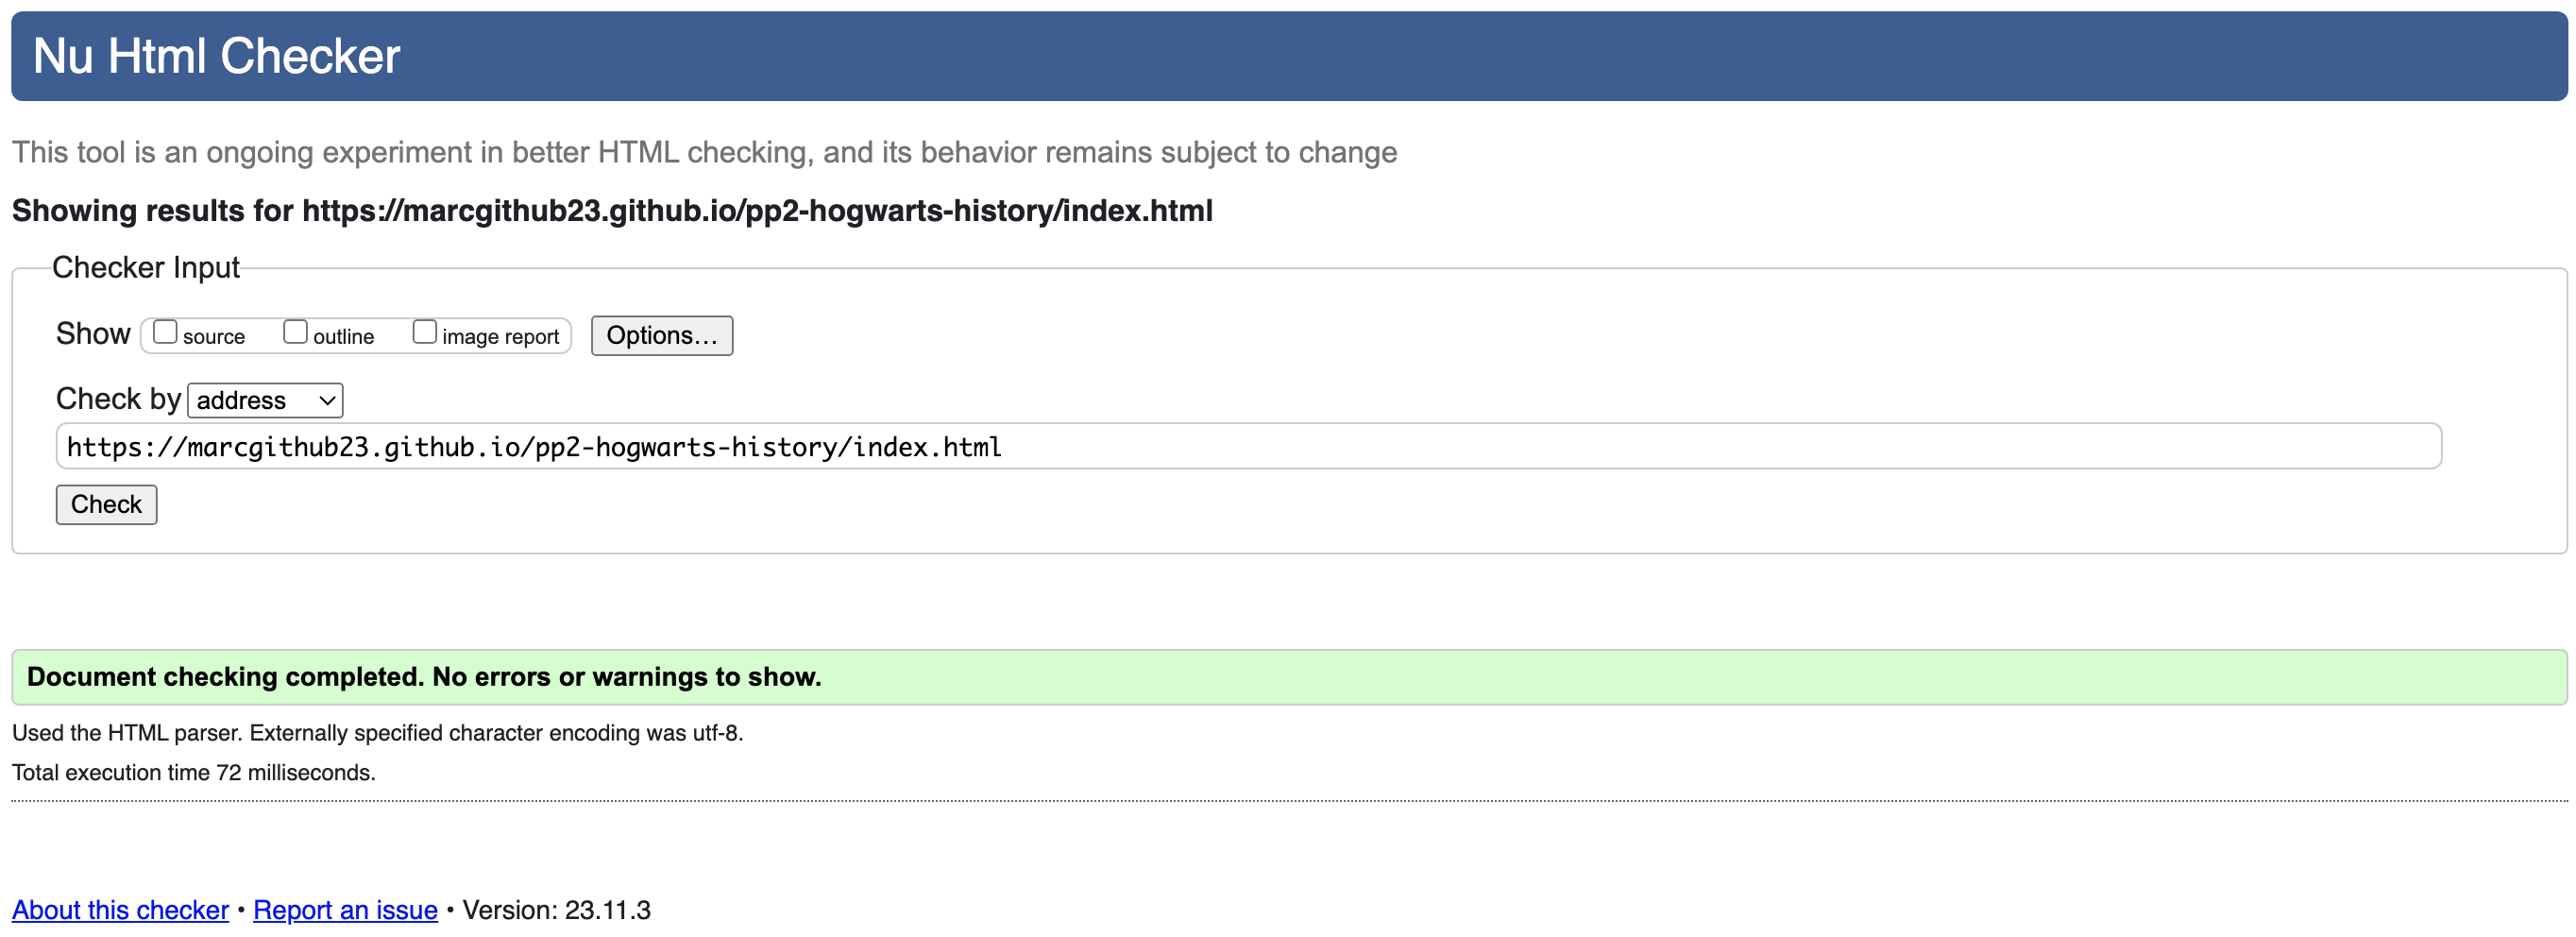 Nu Html Checker
This tool is an ongoing experiment in better HTML checking, and its behavior remains subject to change
Showing results for https://marcgithub23.github.io/pp2-hogwarts-history/index.html
Checker Input
Show source outline image report Options...
Check by address
https://marcgithub23.github.io/pp2-hogwarts-history/index.html
Check
Document checking completed. No errors or warnings to show.
Used the HTML parser. Externally specified character encoding was utf-8.
Total execution time 72 milliseconds.
About this checker • Report an issue • Version: 23.11.3